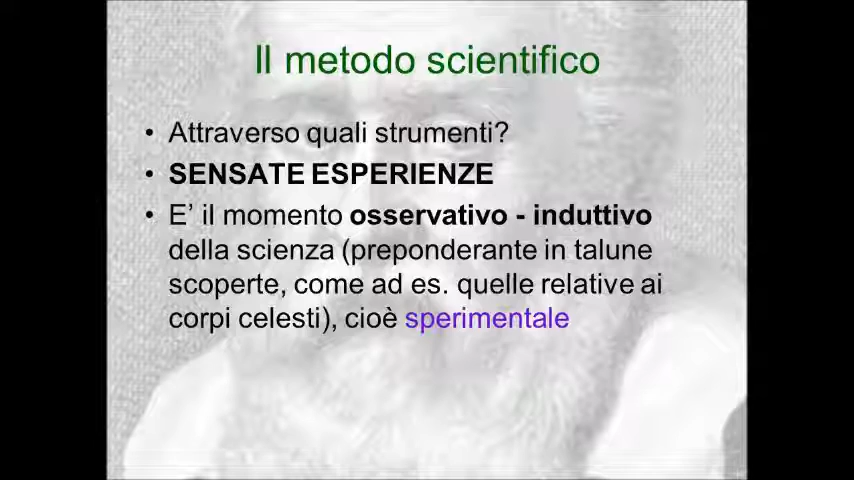 Il metodo scientifico
• Attraverso quali strumenti?
• SENSATE ESPERIENZE
• E’ il momento osservativo - induttivo
della scienza (preponderante in talune
scoperte, come ad es. quelle relative ai
corpi celesti), cioè sperimentale